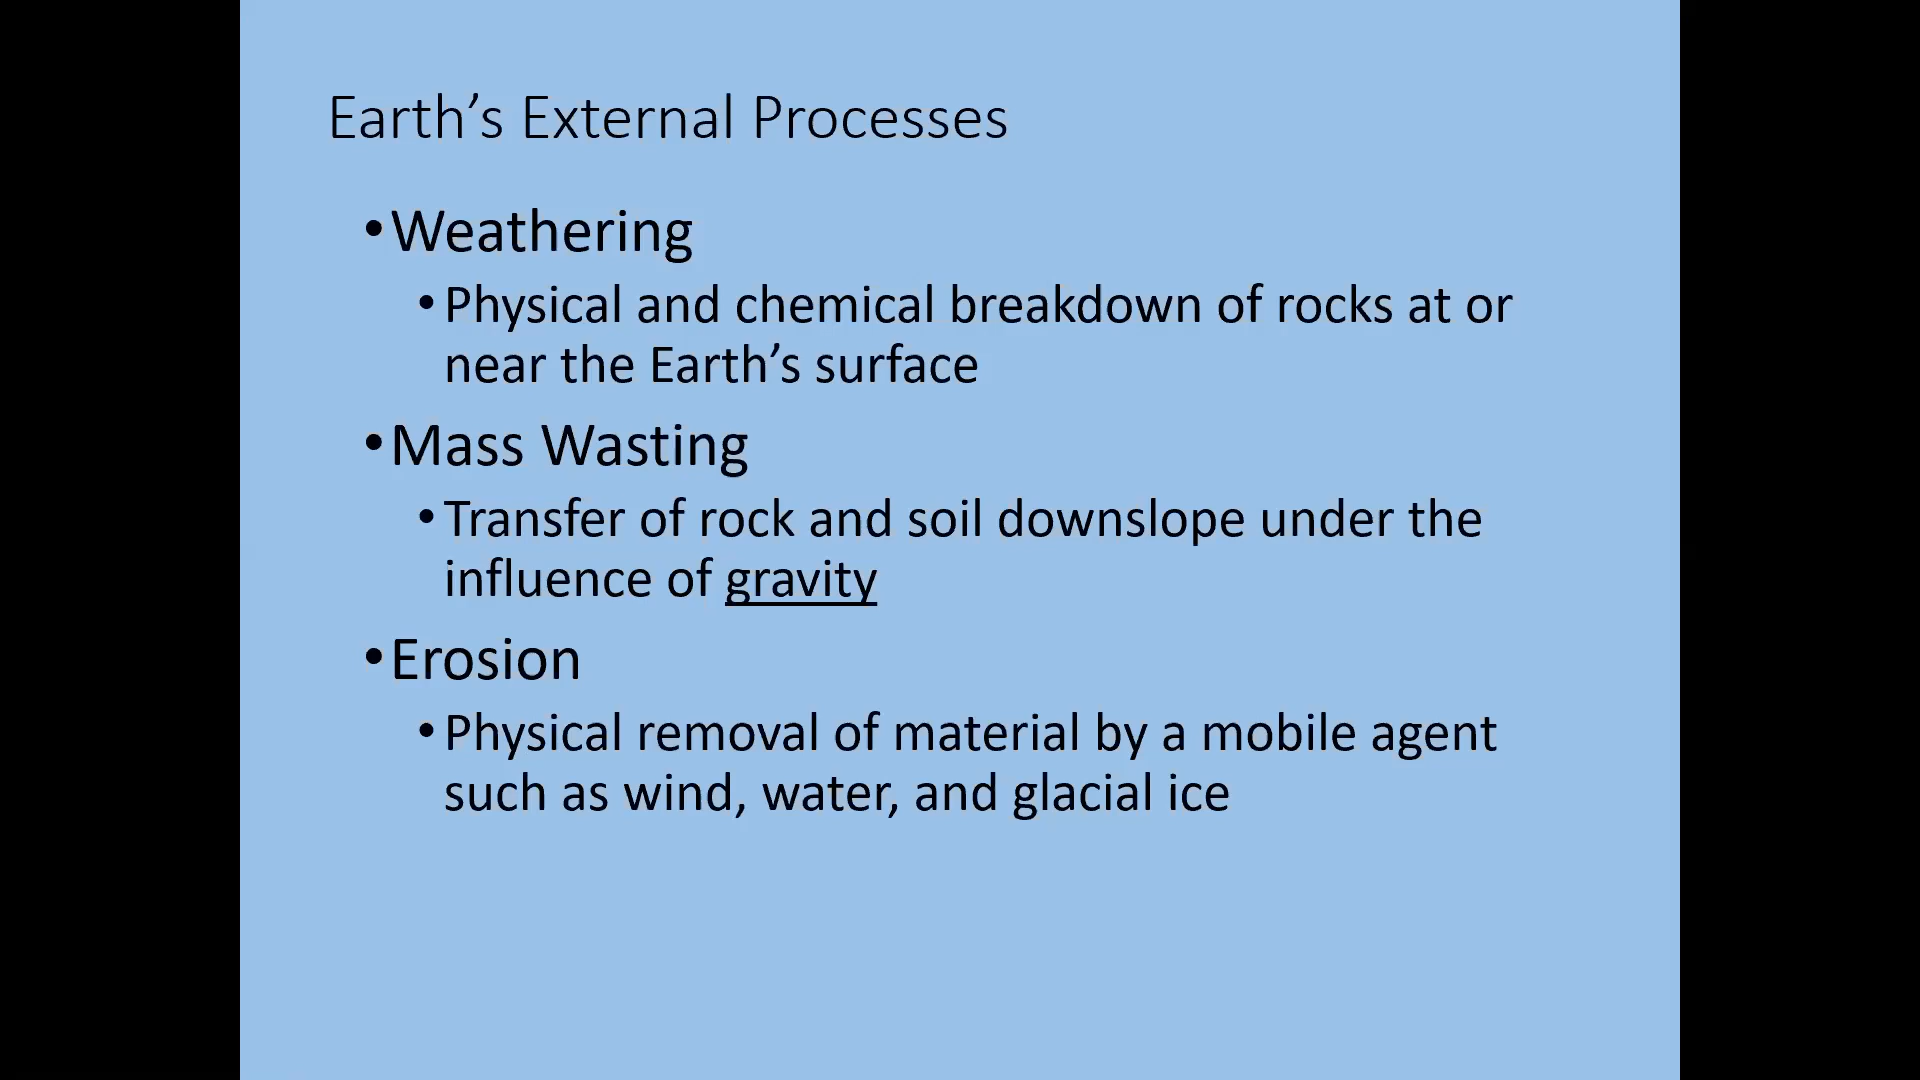 Earth’s External Processes
•Weathering
•Physical and chemical breakdown of rocks at or
near the Earth’s surface
•Mass Wasting
•Transfer of rock and soil downslope under the
influence of gravity
•Erosion
•Physical removal of material by a mobile agent
such as wind, water, and glacial ice